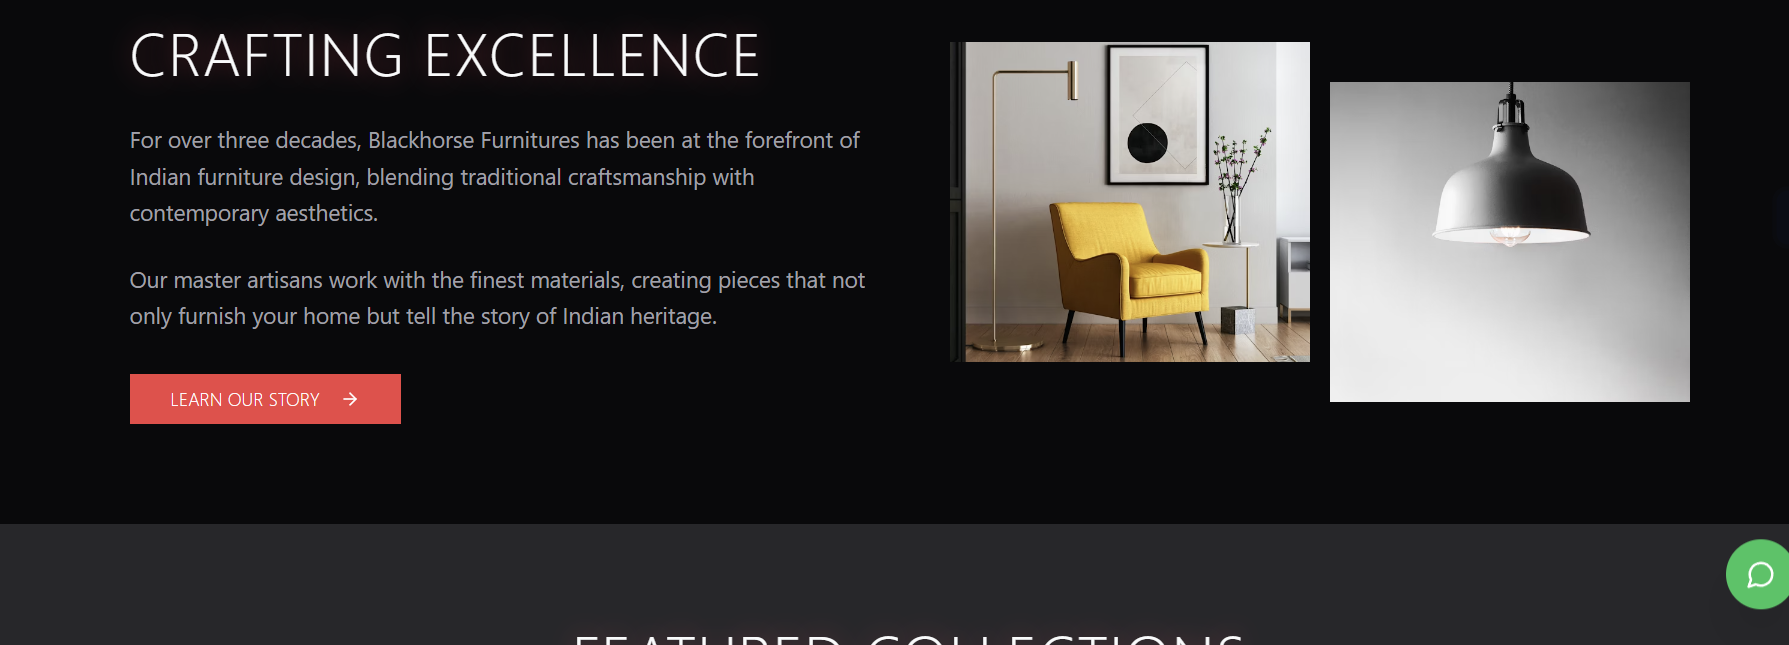 CRAFTING EXCELLENCE
For over three decades, Blackhorse Furnitures has been at the forefront of
Indian furniture design, blending traditional craftsmanship with
contemporary aesthetics.
Our master artisans work with the finest materials, creating pieces that not
only furnish your home but tell the story of Indian heritage.
LEARN OUR STORY
FEATURED COLLECTIONS